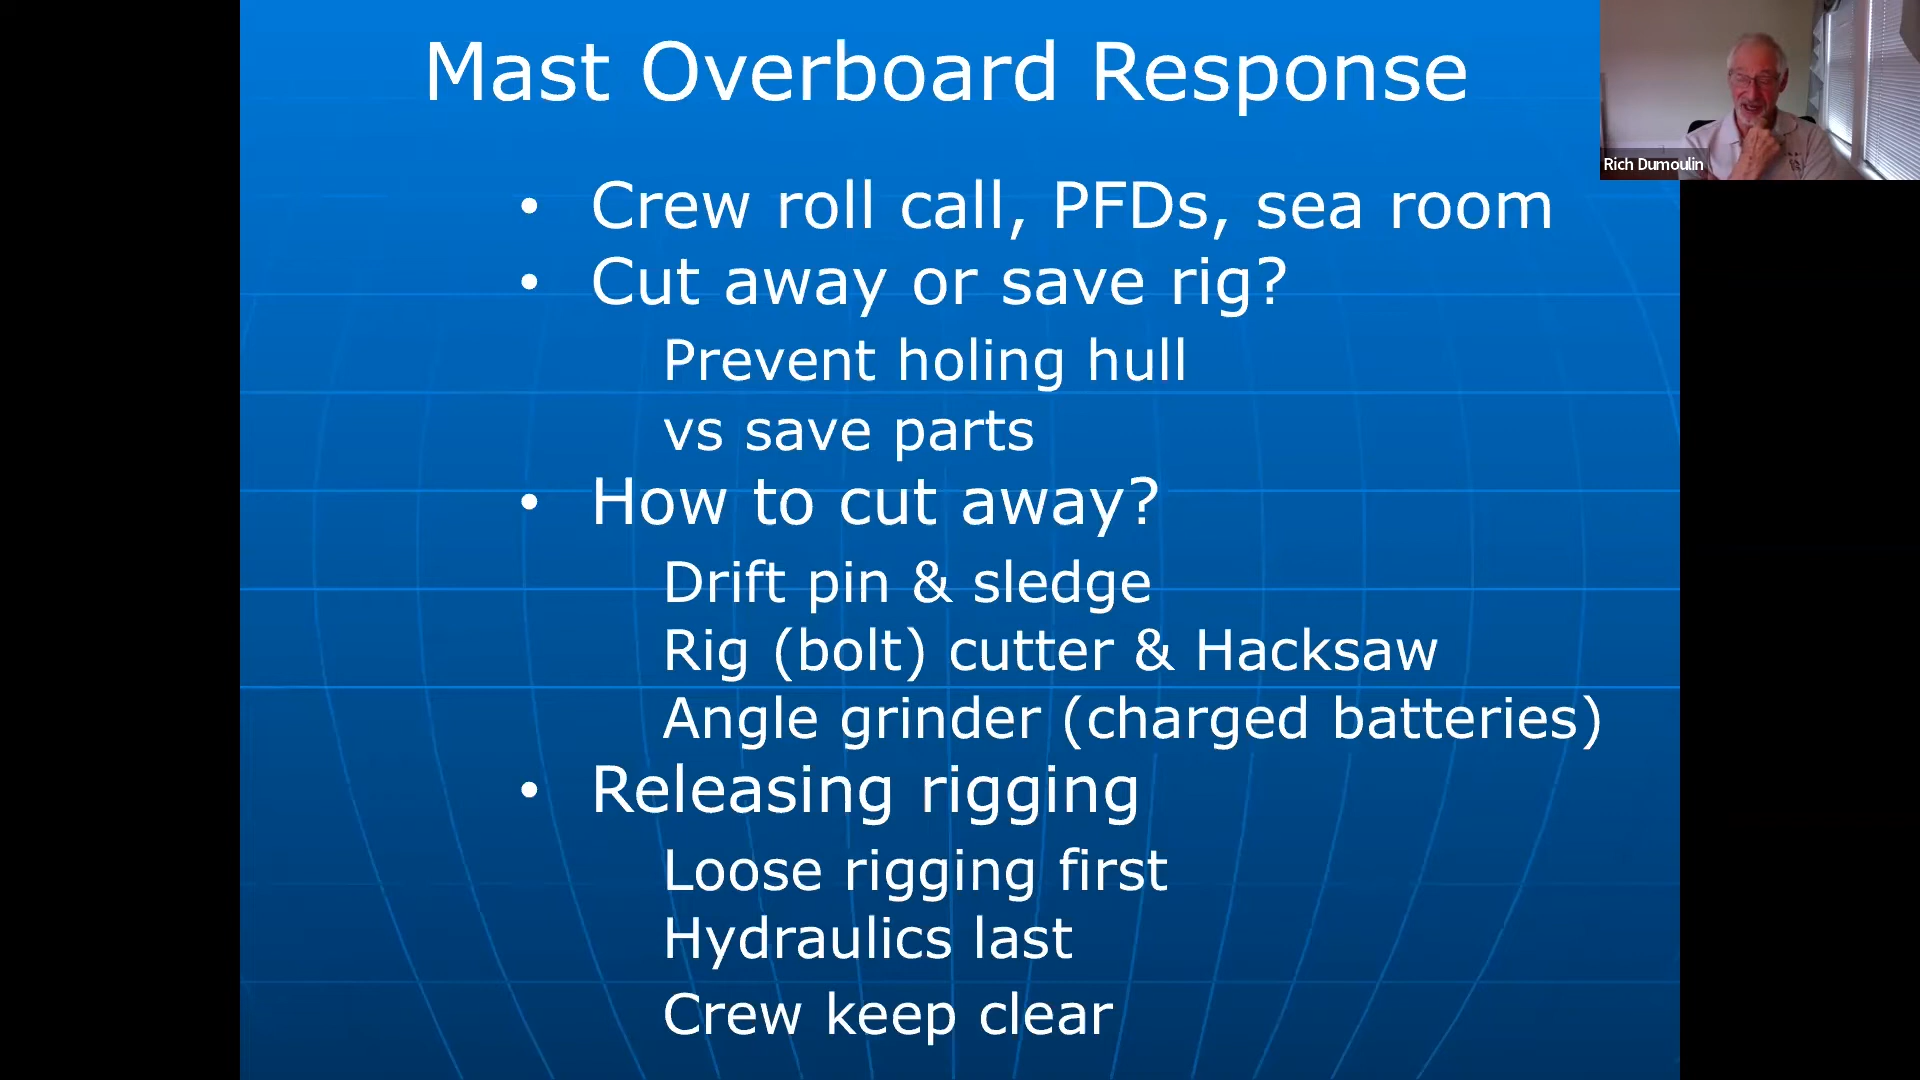 Mast Overboard Response
Rich Dumoulin
• Crew roll call, PFDs, sea room
• Cut away or save rig?
Prevent holing hull
vs save parts
• How to cut away?
Drift pin & sledge
Rig (bolt) cutter & Hacksaw
Angle grinder (charged batteries)
• Releasing rigging
Loose rigging first
Hydraulics last
Crew keep clear